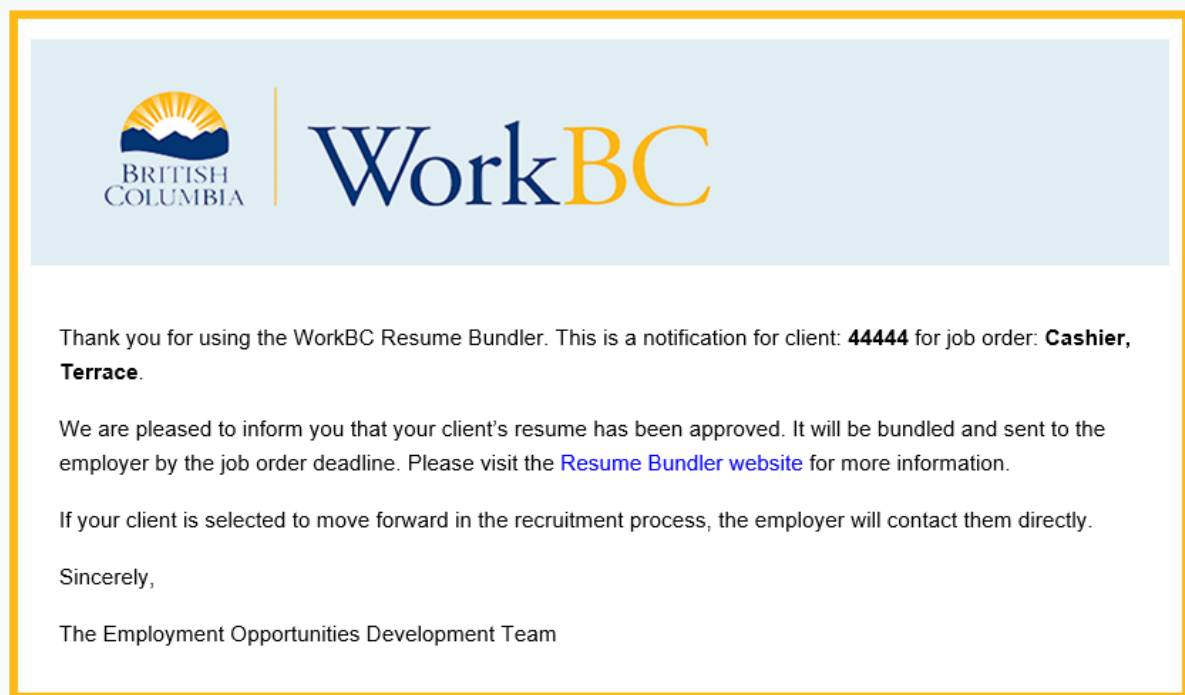 BRITISH
COLUMBIA
WorkBC
Thank you for using the WorkBC Resume Bundler. This is a notification for client: 44444 for job order: Cashier,
Terrace.
We are pleased to inform you that your client’s resume has been approved. It will be bundled and sent to the
employer by the job order deadline. Please visit the Resume Bundler website for more information.
If your client is selected to move forward in the recruitment process, the employer will contact them directly.
Sincerely,
The Employment Opportunities Development Team